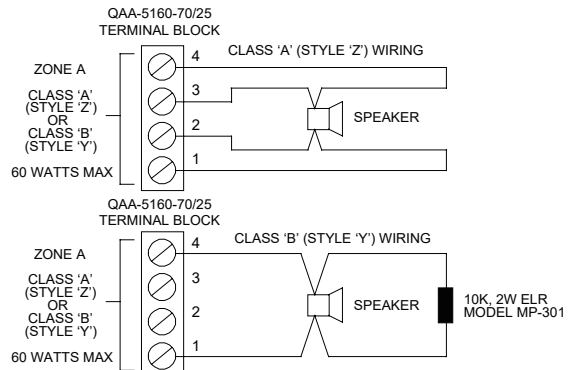 QAA-5160-70/25
TERMINAL BLOCK
4
CLASS ‘A’ (STYLE ‘Z’) WIRING
ZONE A
CLASS ‘A’
(STYLE ‘Z’)
OR
CLASS ‘B’
(STYLE ‘Y’)
3
2
SPEAKER
60 WATTS MAX
1
QAA-5160-70/25
TERMINAL BLOCK
4
CLASS ‘B’ (STYLE ‘Y’) WIRING
ZONE A
CLASS ‘A’
(STYLE ‘Z’)
OR
CLASS ‘B’
(STYLE ‘Y’)
3
2
SPEAKER
10K, 2W ELR
MODEL MP-301
60 WATTS MAX
1